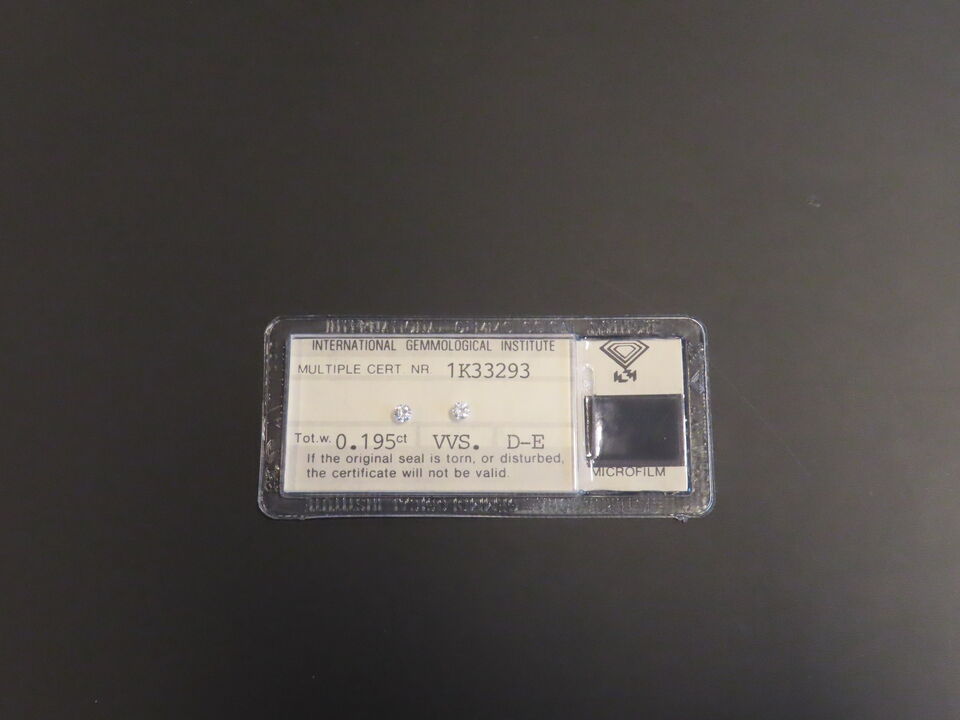 INTERNATIONAL GEMMOLOGICAL INSTITUTE
MULTIPLE CERT NR 1K33293
Tot.w. 0.195ct VVS. D-E
If the original seal is torn, or disturbed,
the certificate will not be valid.
MICROFILM